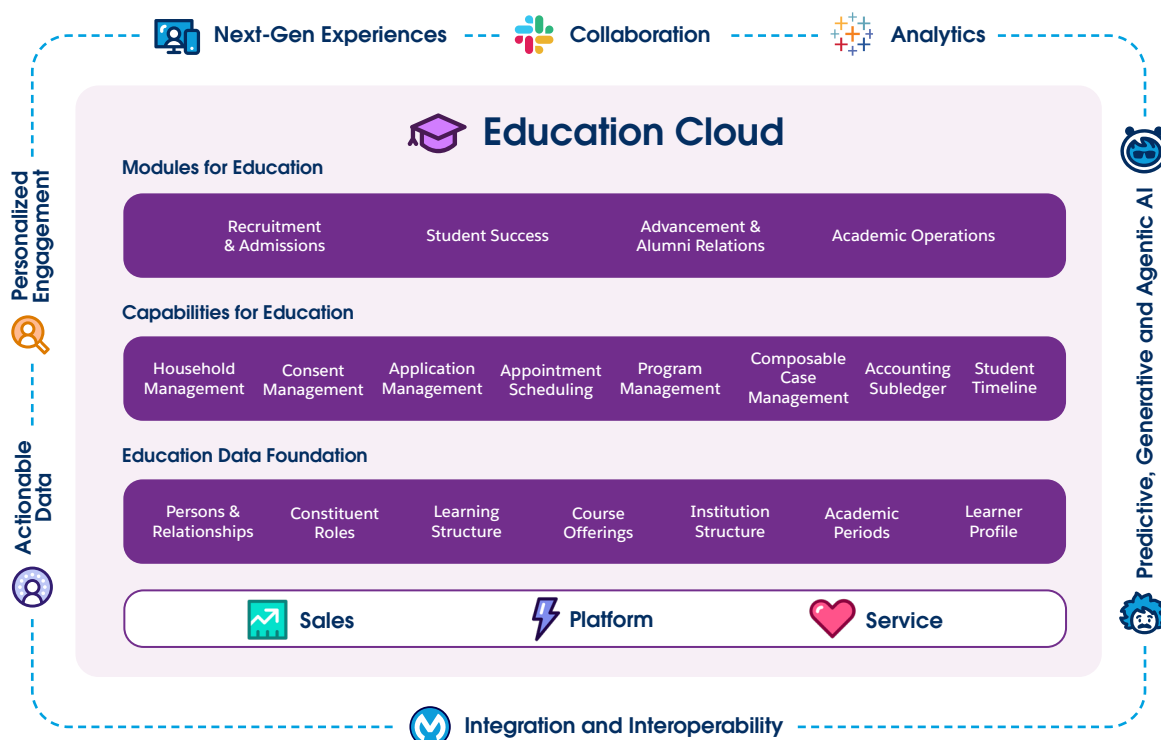 Next-Gen Experiences
Collaboration
Analytics
Personalized
Engagement
Actionable
Data
Education Cloud
Modules for Education
Recruitment
& Admissions
Student Success
Advancement &
Alumni Relations
Academic Operations
Capabilities for Education
Household
Management
Consent
Management
Application
Management
Appointment
Scheduling
Program
Management
Composable
Case
Management
Accounting
Subledger
Student
Timeline
Education Data Foundation
Persons &
Relationships
Constituent
Roles
Learning
Structure
Course
Offerings
Institution
Structure
Academic
Periods
Learner
Profile
Sales
Platform
Service
Predictive, Generative and Agentic AI
Integration and Interoperability